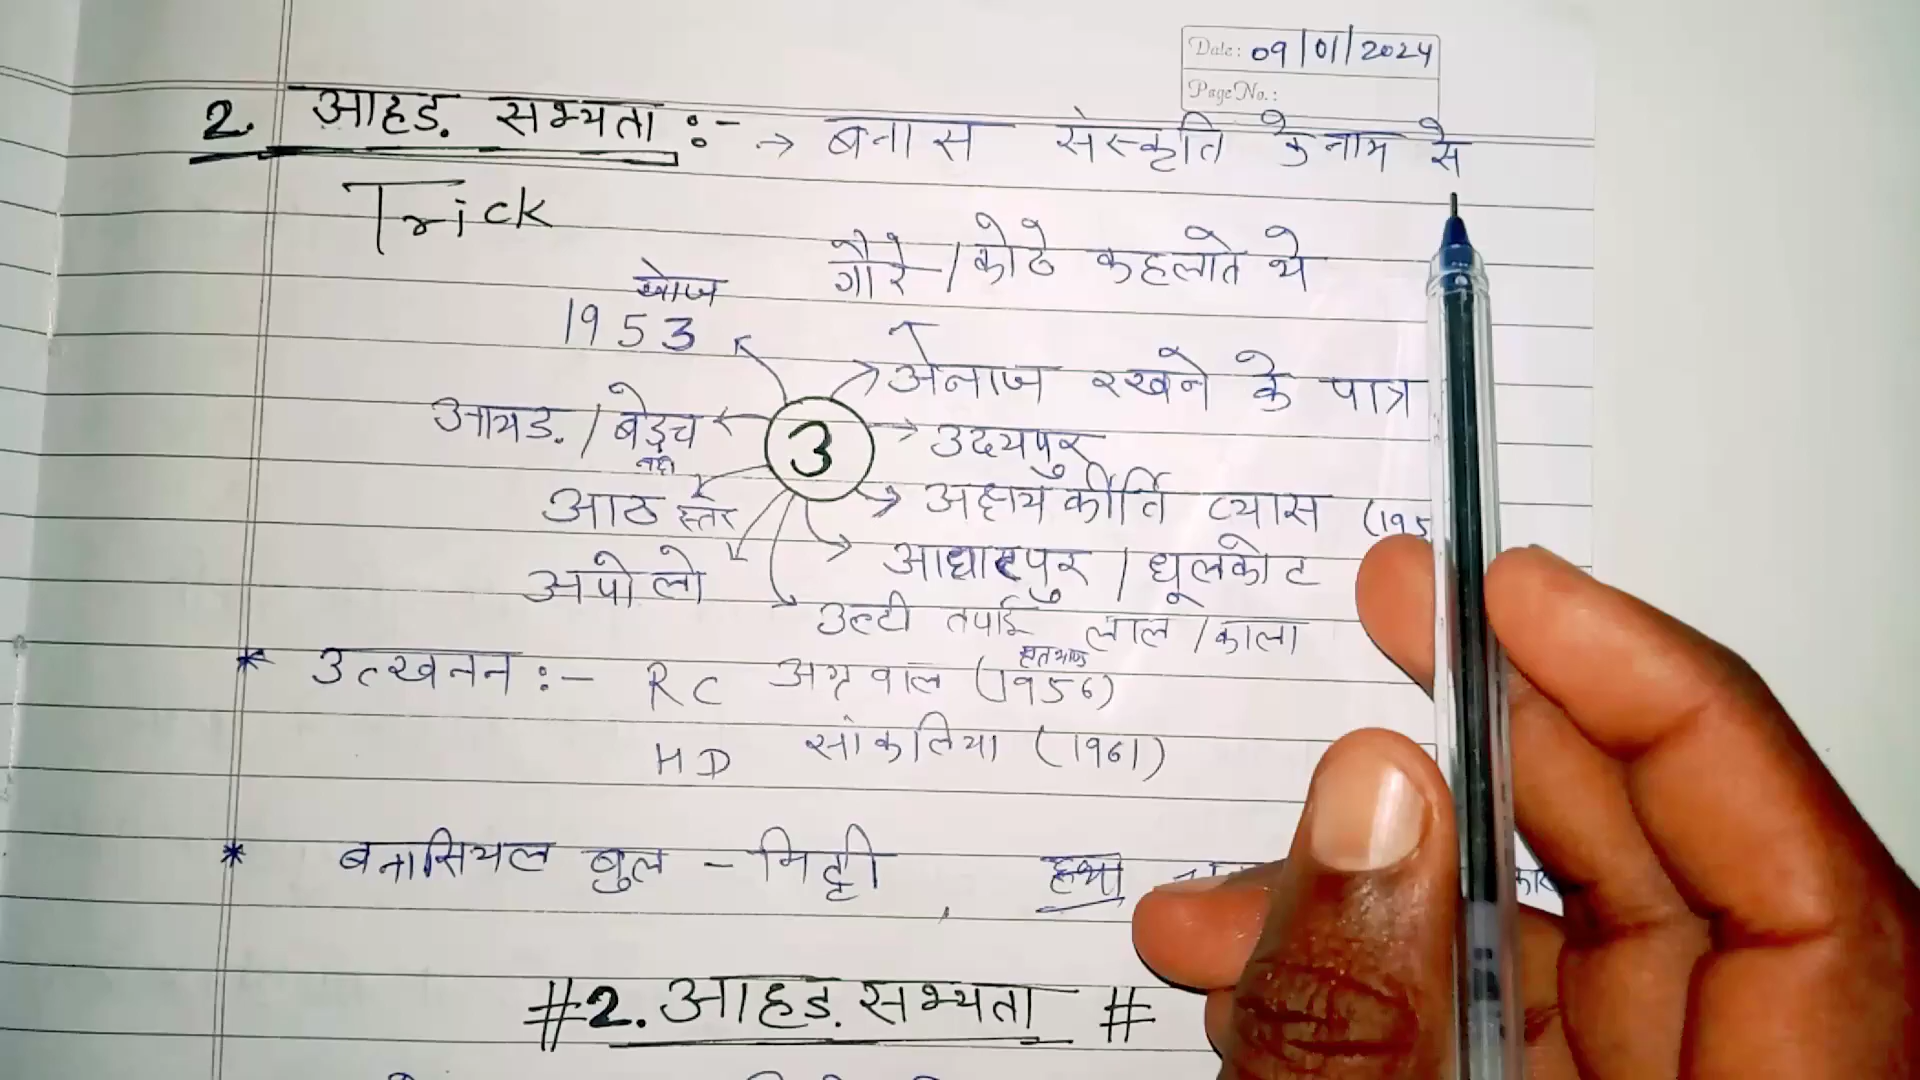 Date: 09/01/2024
Page No.:
2. आहड़ सभ्यता :- → बनास संस्कृति के नाम से
Trick
गौरे / कोठे कहलाते थे
खोज
1953
अनाज रखने के पात्र
आयड़ / बेड़च
नदी
3
उदयपुर
आठ स्तर
अक्षय कीर्ति व्यास (195
अपोलो
आघाटपुर / धूलकोट
उल्टी तपाई लाल / काला
* उत्खनन :- RC अग्रवाल (1956)
HD सांकलिया (1961)
* बनासियल बुल - मिट्टी
#2. आहड़ सभ्यता #